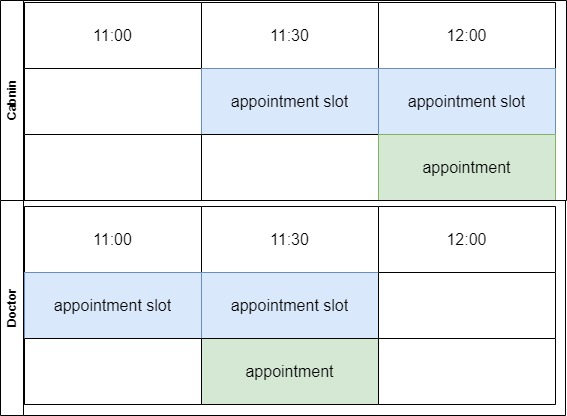 Cabnin
11:00 11:30 12:00
appointment slot appointment slot
appointment
Doctor
11:00 11:30 12:00
appointment slot appointment slot
appointment